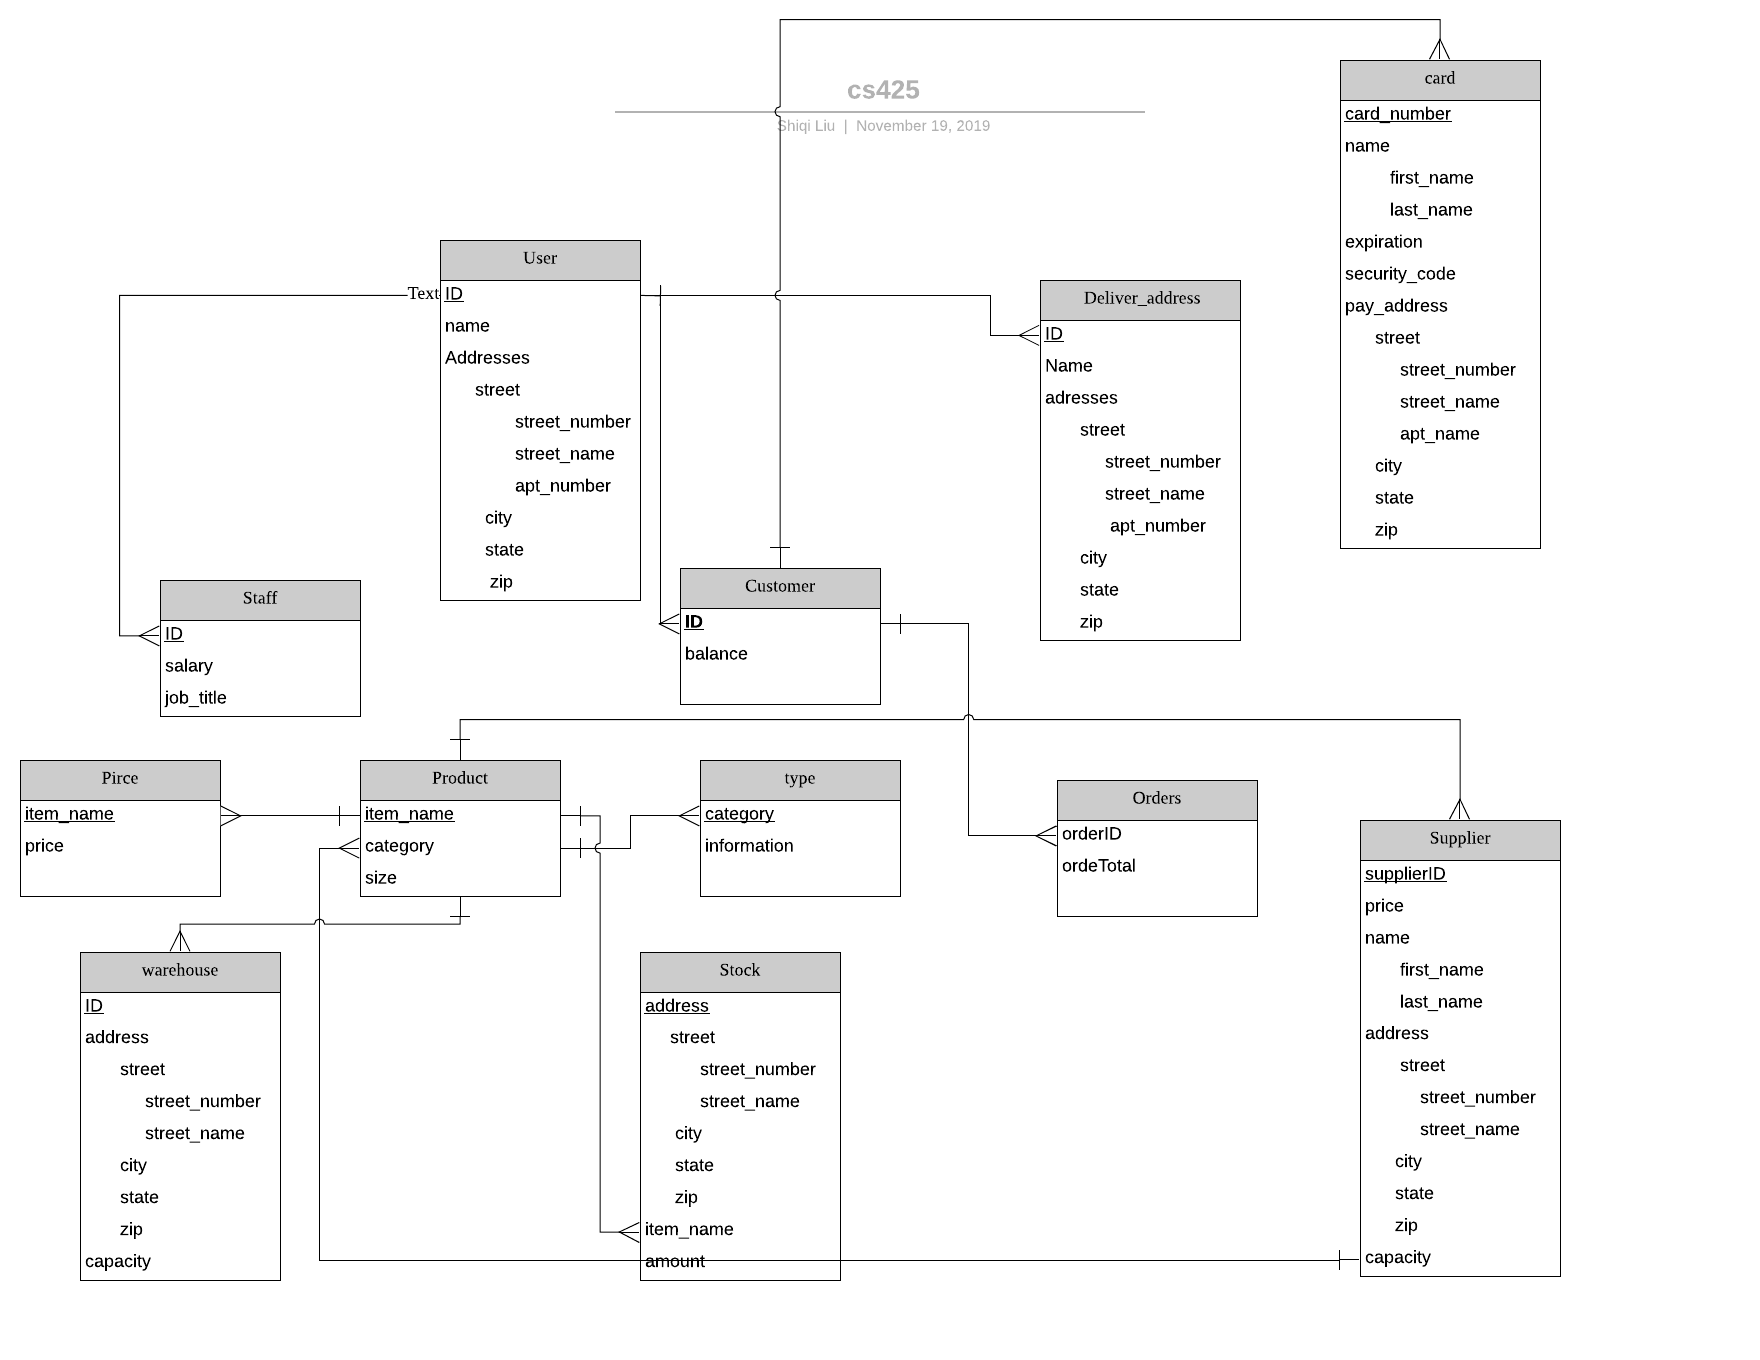 cs425
Shiqi Liu | November 19, 2019
card
card_number
name
first_name
last_name
expiration
security_code
pay_address
street
street_number
street_name
apt_name
city
state
zip
User
Text
ID
name
Addresses
street
street_number
street_name
apt_number
city
state
zip
Deliver_address
ID
Name
adresses
street
street_number
street_name
apt_number
city
state
zip
Staff
ID
salary
job_title
Customer
ID
balance
Pirce
item_name
price
Product
item_name
category
size
type
category
information
Orders
orderID
ordeTotal
Supplier
supplierID
price
name
first_name
last_name
address
street
street_number
street_name
city
state
zip
capacity
warehouse
ID
address
street
street_number
street_name
city
state
zip
capacity
Stock
address
street
street_number
street_name
city
state
zip
item_name
amount